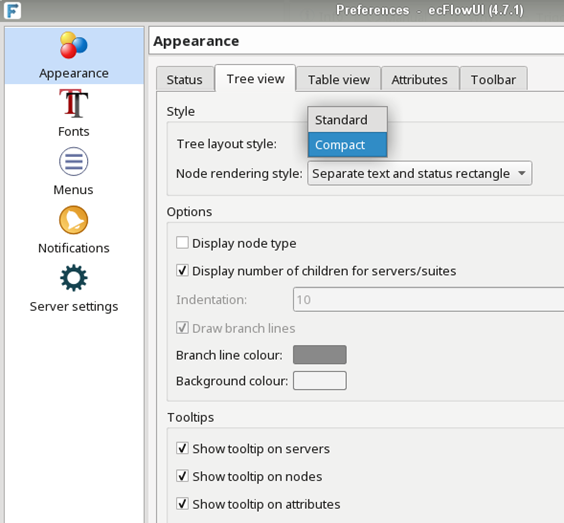 Preferences - ecFlowUI (4.7.1)
Appearance
Fonts
Menus
Notifications
Server settings
Appearance
Status Tree view Table view Attributes Toolbar
Style
Standard
Tree layout style:
Compact
Node rendering style: Separate text and status rectangle
Options
Display node type
Display number of children for servers/suites
Indentation: 10
Draw branch lines
Branch line colour:
Background colour:
Tooltips
Show tooltip on servers
Show tooltip on nodes
Show tooltip on attributes